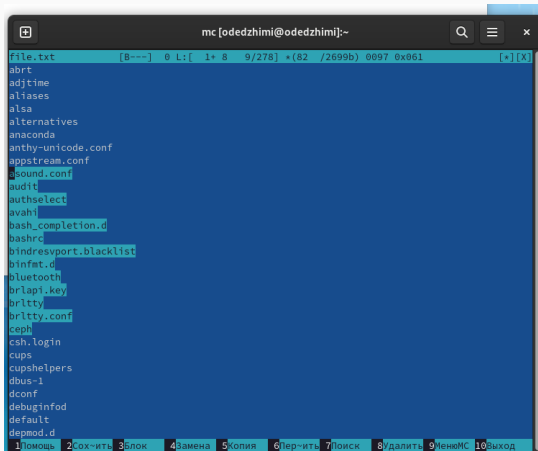 mc [odedzhimi@odedzhimi]:~
file.txt [B---] 0 L:[ 1+ 8 9/278] *(82 /2699b) 0097 0x061 [*][X]
abrt
adjtime
aliases
alsa
alternatives
anaconda
anthy-unicode.conf
appstream.conf
asound.conf
audit
authselect
avahi
bash_completion.d
bashrc
bindresvport.blacklist
binfmt.d
bluetooth
brlapi.key
brltty
brltty.conf
ceph
csh.login
cups
cupshelpers
dbus-1
dconf
debuginfod
default
depmod.d
1Помощь 2Сох~ить 3Блок 4Замена 5Копия 6Пер~ить 7Поиск 8Удалить 9МенюMC 10Выход